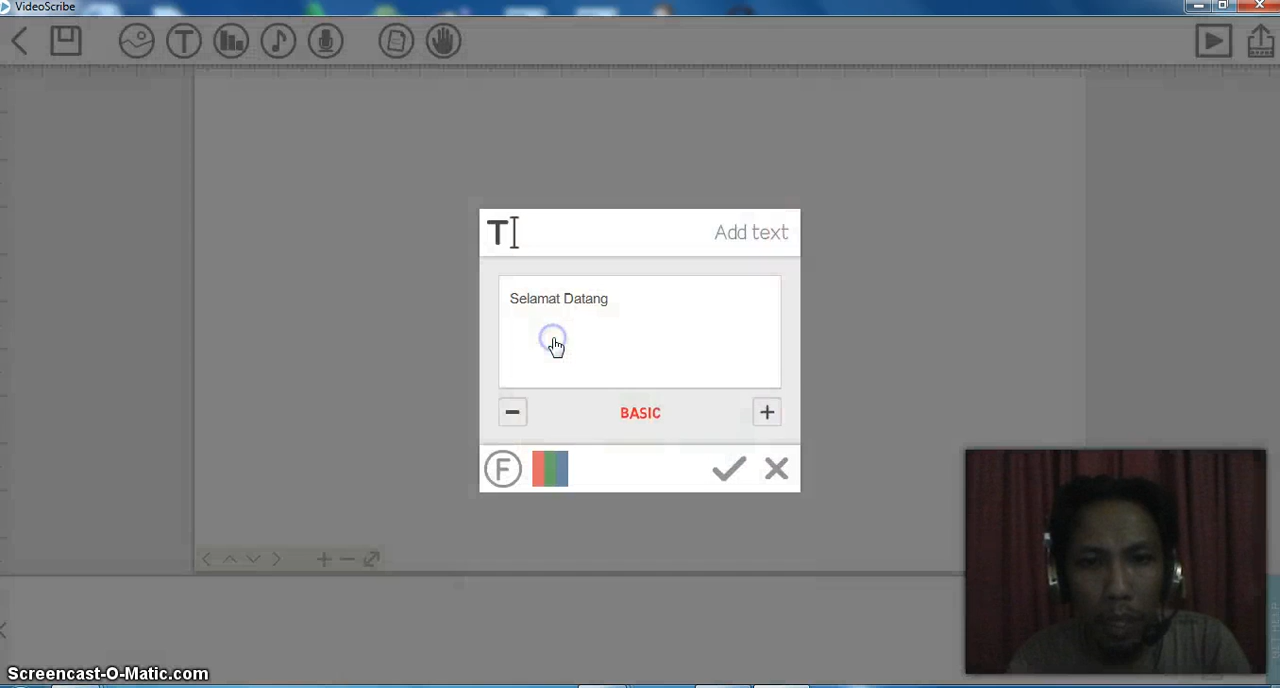 VideoScribe
Add text
Selamat Datang
BASIC
Screencast-O-Matic.com